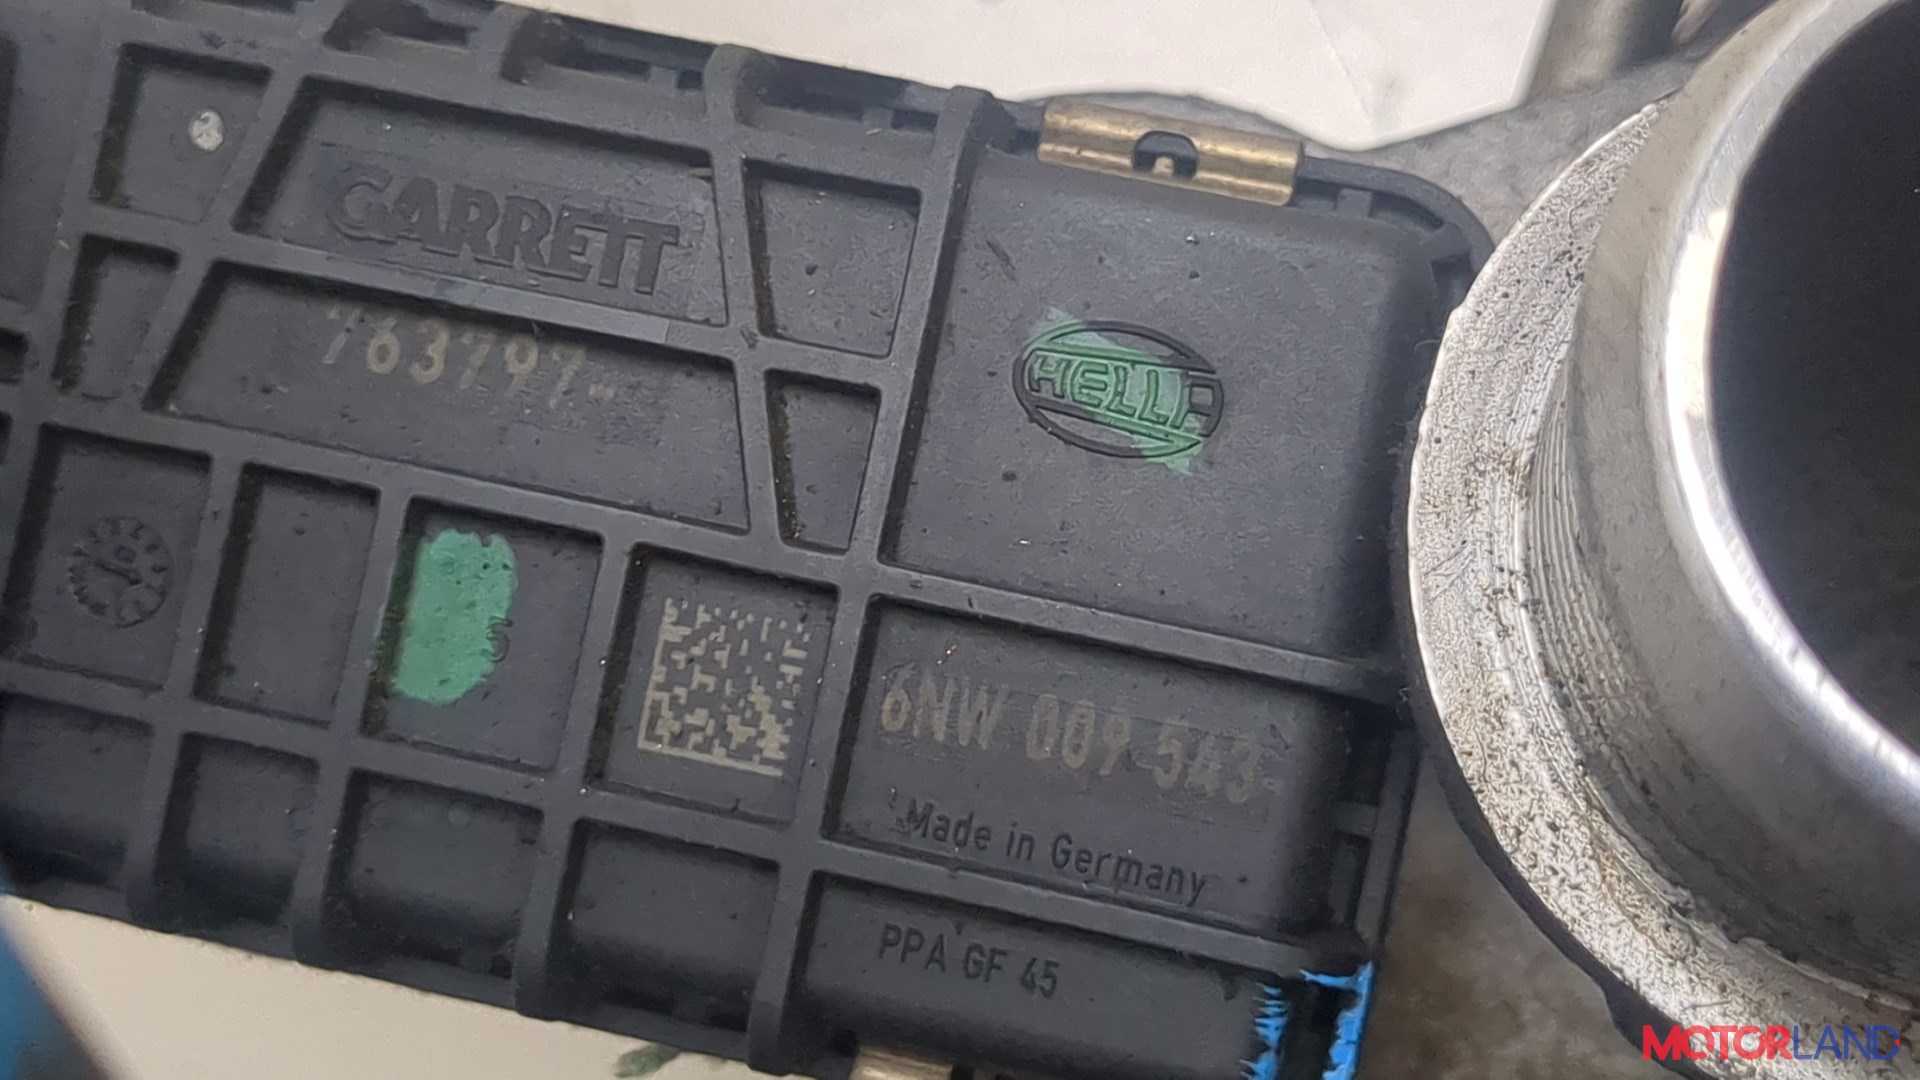 GARRETT
763797-
HELLA
6NW 009 543-
Made in Germany
PPA GF 45
MOTORLAND